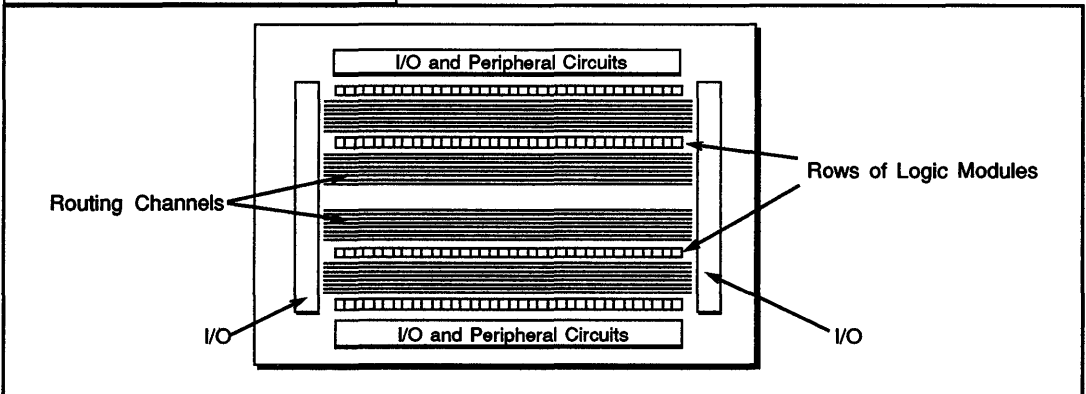 I/O and Peripheral Circuits
Rows of Logic Modules
Routing Channels
I/O
I/O and Peripheral Circuits
I/O